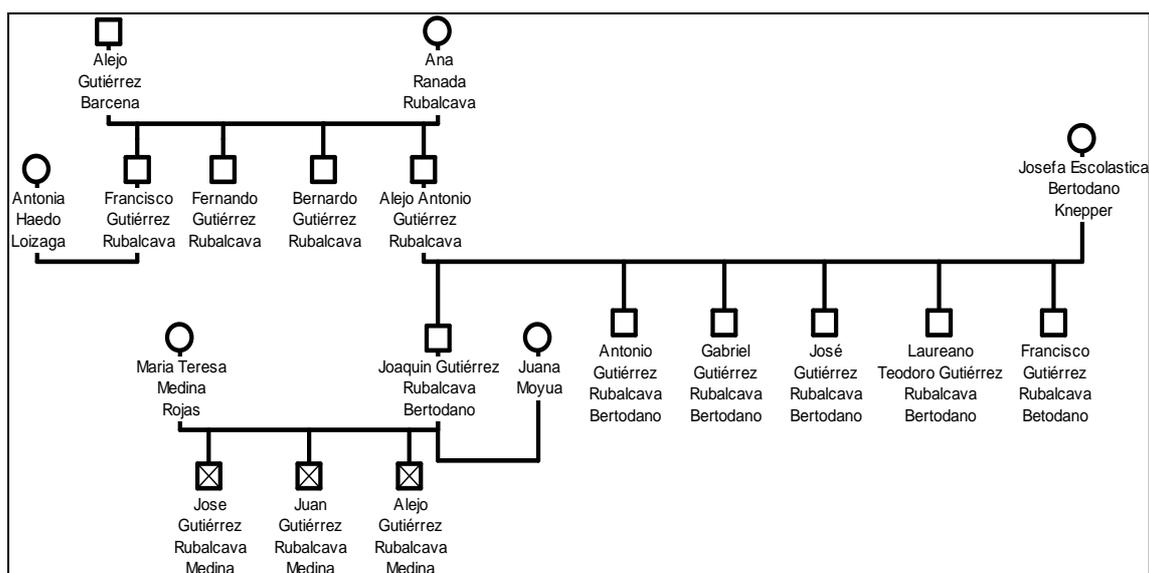 Alejo
Gutiérrez
Barcena
Ana
Ranada
Rubalcava
Antonia
Haedo
Loizaga
Francisco
Gutiérrez
Rubalcava
Fernando
Gutiérrez
Rubalcava
Bernardo
Gutiérrez
Rubalcava
Alejo Antonio
Gutiérrez
Rubalcava
Josefa Escolastica
Bertodano
Knepper
Maria Teresa
Medina
Rojas
Joaquin Gutiérrez
Rubalcava
Bertodano
Juana
Moyua
Antonio
Gutiérrez
Rubalcava
Bertodano
Gabriel
Gutiérrez
Rubalcava
Bertodano
José
Gutiérrez
Rubalcava
Bertodano
Laureano
Teodoro Gutiérrez
Rubalcava
Bertodano
Francisco
Gutiérrez
Rubalcava
Betodano
Jose
Gutiérrez
Rubalcava
Medina
Juan
Gutiérrez
Rubalcava
Medina
Alejo
Gutiérrez
Rubalcava
Medina